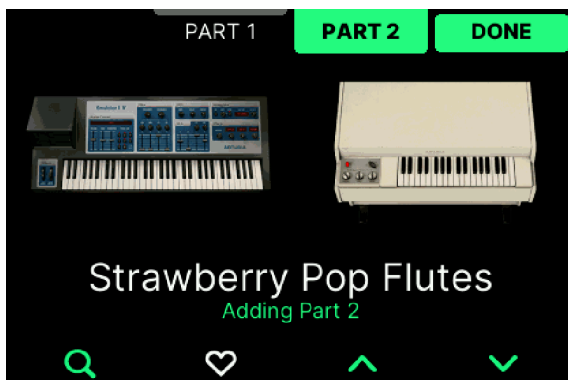 PART 1
PART 2
DONE
Strawberry Pop Flutes
Adding Part 2